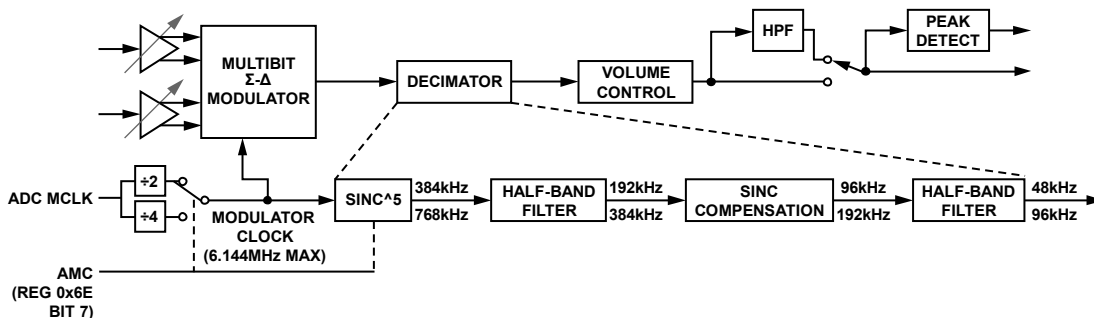 HPF
PEAK
DETECT
MULTIBIT
Σ-Δ
MODULATOR
DECIMATOR
VOLUME
CONTROL
ADC MCLK
÷2
÷4
MODULATOR
CLOCK
(6.144MHz MAX)
SINC^5
384kHz
768kHz
HALF-BAND
FILTER
192kHz
384kHz
SINC
COMPENSATION
96kHz
192kHz
HALF-BAND
FILTER
48kHz
96kHz
AMC
(REG 0x6E
BIT 7)